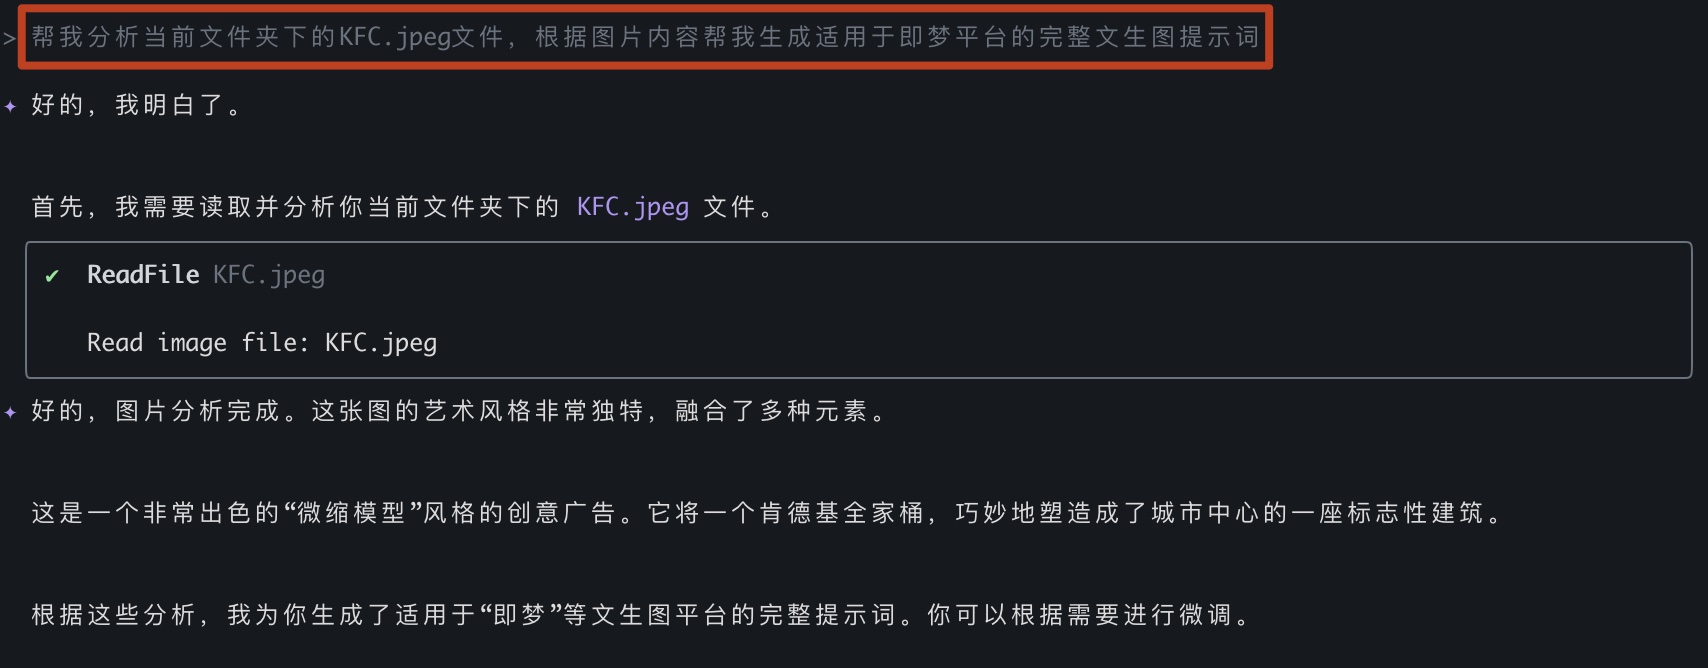 > 帮我分析当前文件夹下的KFC.jpeg文件，根据图片内容帮我生成适用于即梦平台的完整文生图提示词
✦ 好的，我明白了。
首先，我需要读取并分析你当前文件夹下的 KFC.jpeg 文件。
✔ ReadFile KFC.jpeg
Read image file: KFC.jpeg
✦ 好的，图片分析完成。这张图的艺术风格非常独特，融合了多种元素。
这是一个非常出色的“微缩模型”风格的创意广告。它将一个肯德基全家桶，巧妙地塑造成了城市中心的一座标志性建筑。
根据这些分析，我为你生成了适用于“即梦”等文生图平台的完整提示词。你可以根据需要进行微调。